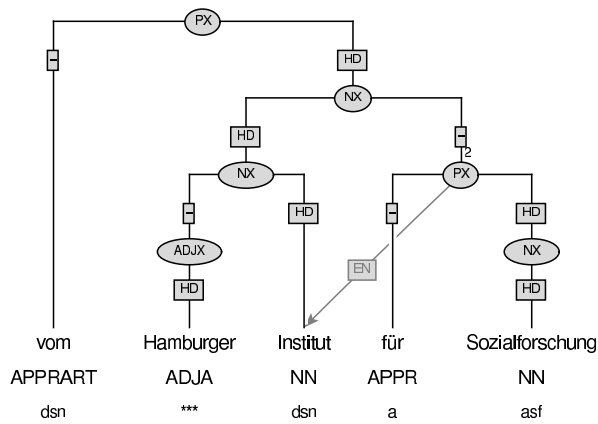 PX
- HD
NX
HD -
2
NX PX
- HD - HD
ADJX EN NX
HD HD
vom Hamburger Institut für Sozialforschung
APPRART ADJA NN APPR NN
dsn *** dsn a asf